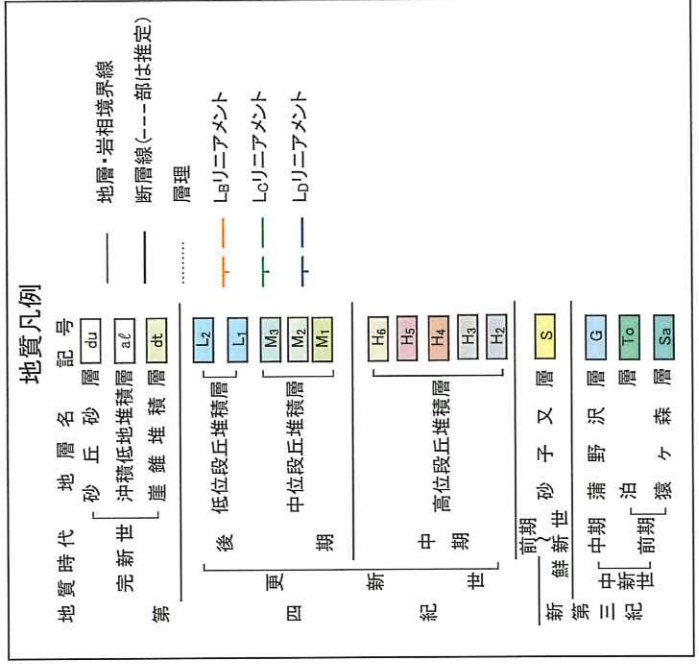 地質凡例
地質時代 地層名 記号
第四紀
完新世
砂丘砂層 du
沖積低地堆積層 aℓ
崖錐堆積層 dt
更新世
後期
低位段丘堆積層 L2
L1
中位段丘堆積層 M3
M2
M1
中期
高位段丘堆積層 H6
H5
H4
H3
H2
前期~鮮新世 砂子又層 S
新第三紀
中新世
中期 蒲野沢層 G
前期 泊層 To
猿ヶ森層 Sa
地層・岩相境界線
断層線(---部は推定)
層理
LBリニアメント
LCリニアメント
LDリニアメント